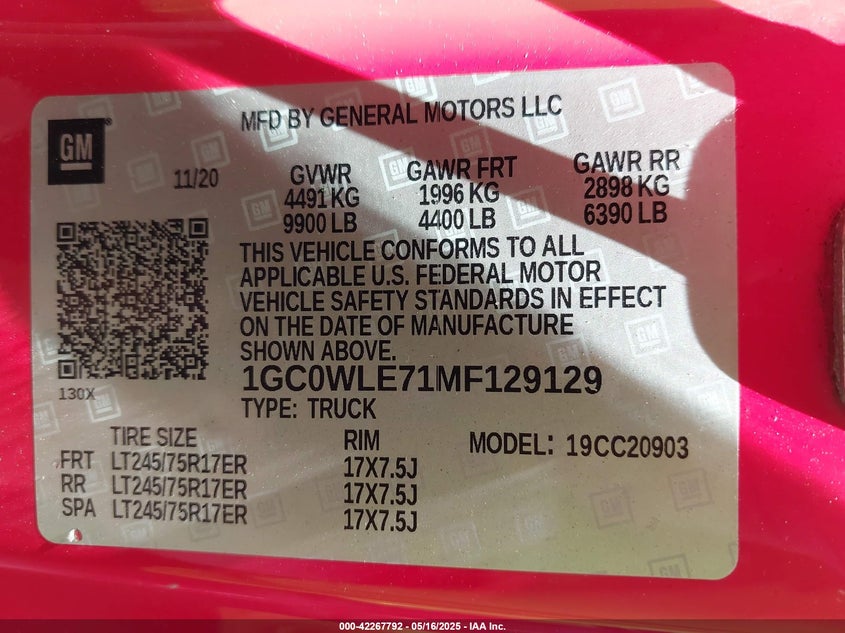 MFD BY GENERAL MOTORS LLC
GM®
11/20
GVWR GAWR FRT GAWR RR
4491 KG 1996 KG 2898 KG
9900 LB 4400 LB 6390 LB
THIS VEHICLE CONFORMS TO ALL
APPLICABLE U.S. FEDERAL MOTOR
VEHICLE SAFETY STANDARDS IN EFFECT
ON THE DATE OF MANUFACTURE
SHOWN ABOVE.
130X
1GC0WLE71MF129129
TYPE: TRUCK
TIRE SIZE RIM MODEL: 19CC20903
FRT LT245/75R17ER 17X7.5J
RR LT245/75R17ER 17X7.5J
SPA LT245/75R17ER 17X7.5J
000-42267792 - 05/16/2025 - IAA Inc.